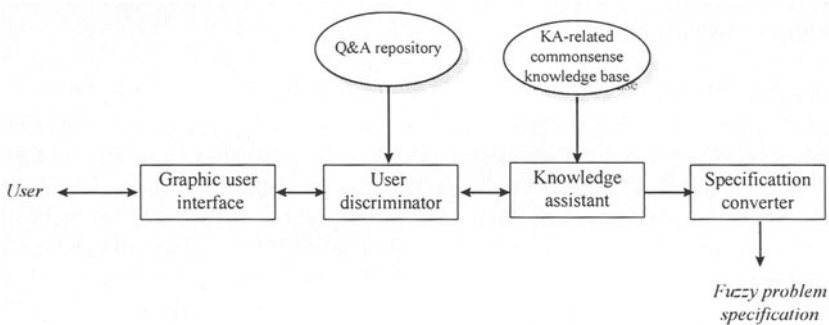 Q&A repository
KA-related
commonsense
knowledge base
User
Graphic user
interface
User
discriminator
Knowledge
assistant
Specificattion
converter
Fuzzy problem
specification